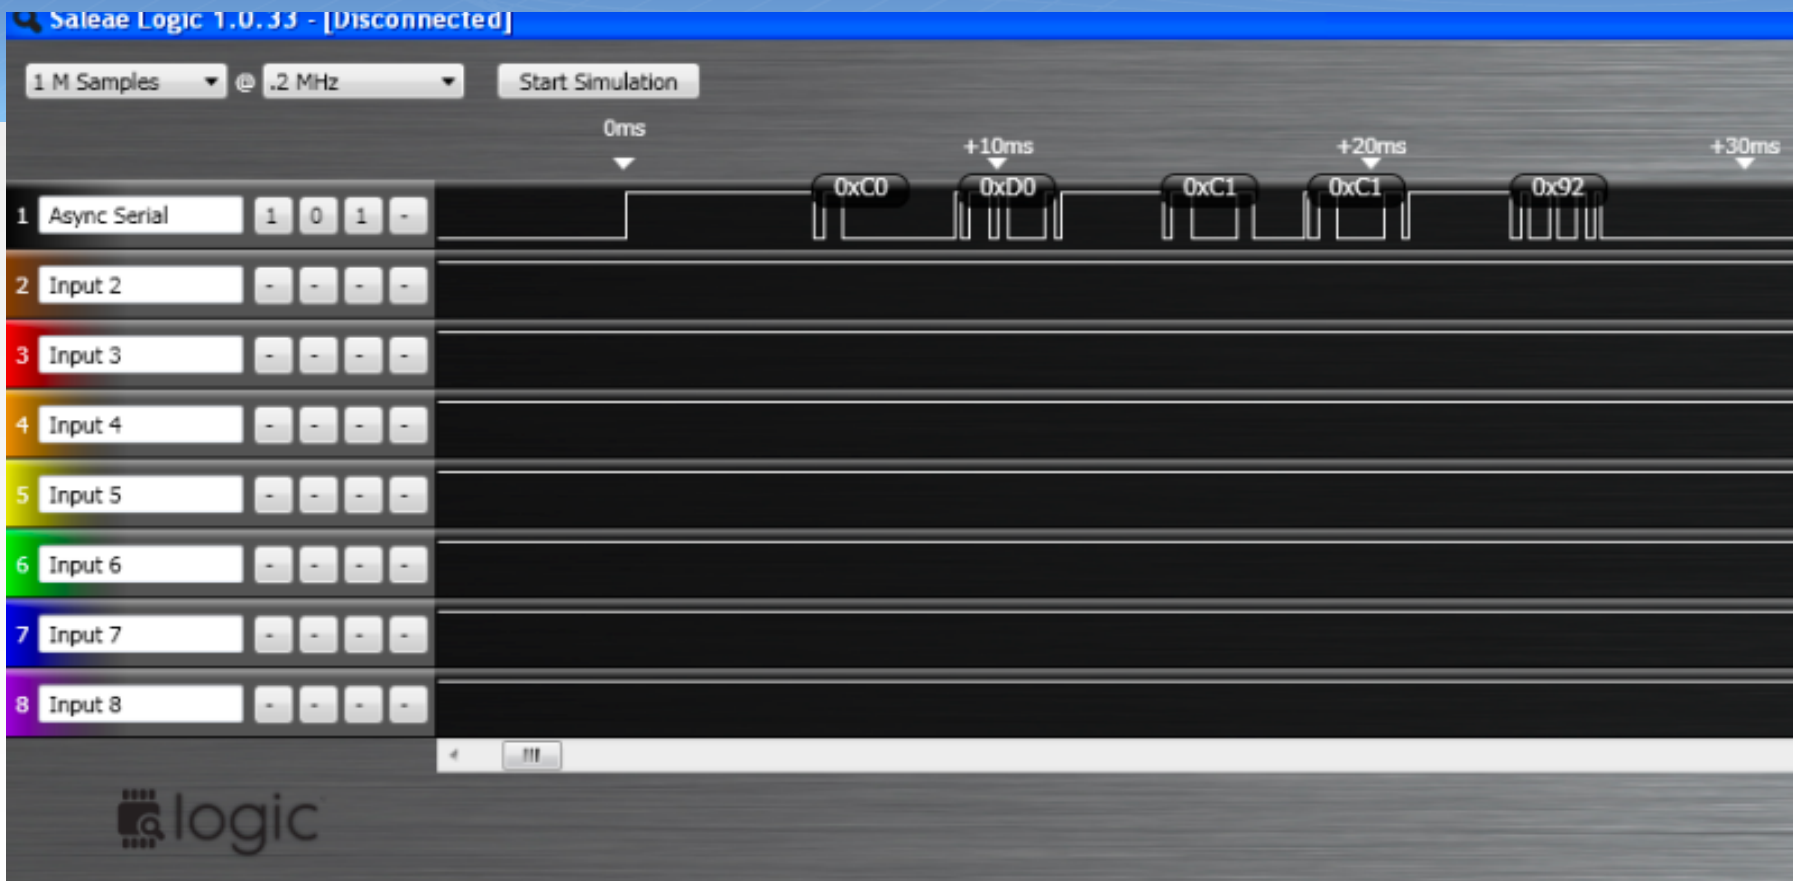 Saleae Logic 1.0.33 - [Disconnected]
1 M Samples @ .2 MHz Start Simulation
0ms
+10ms +20ms +30ms
0xC0 0xD0 0xC1 0xC1 0x92
1 Async Serial 1 0 1 -
2 Input 2 - - - -
3 Input 3 - - - -
4 Input 4 - - - -
5 Input 5 - - - -
6 Input 6 - - - -
7 Input 7 - - - -
8 Input 8 - - - -
logic